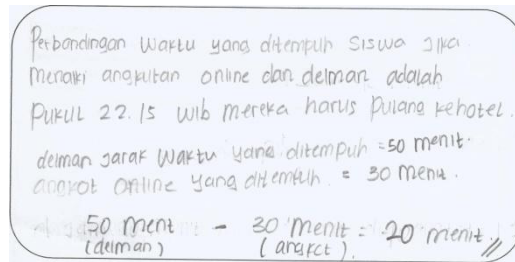 Perbandingan waktu yang ditempuh siswa jika
menaiki angkutan online dan delman adalah
Pukul 22.15 wib mereka harus pulang kehotel.
delman jarak waktu yang ditempuh = 50 menit.
angkot online yang ditempuh = 30 menit.
50 menit - 30 menit = 20 menit //
(delman) (angkot).